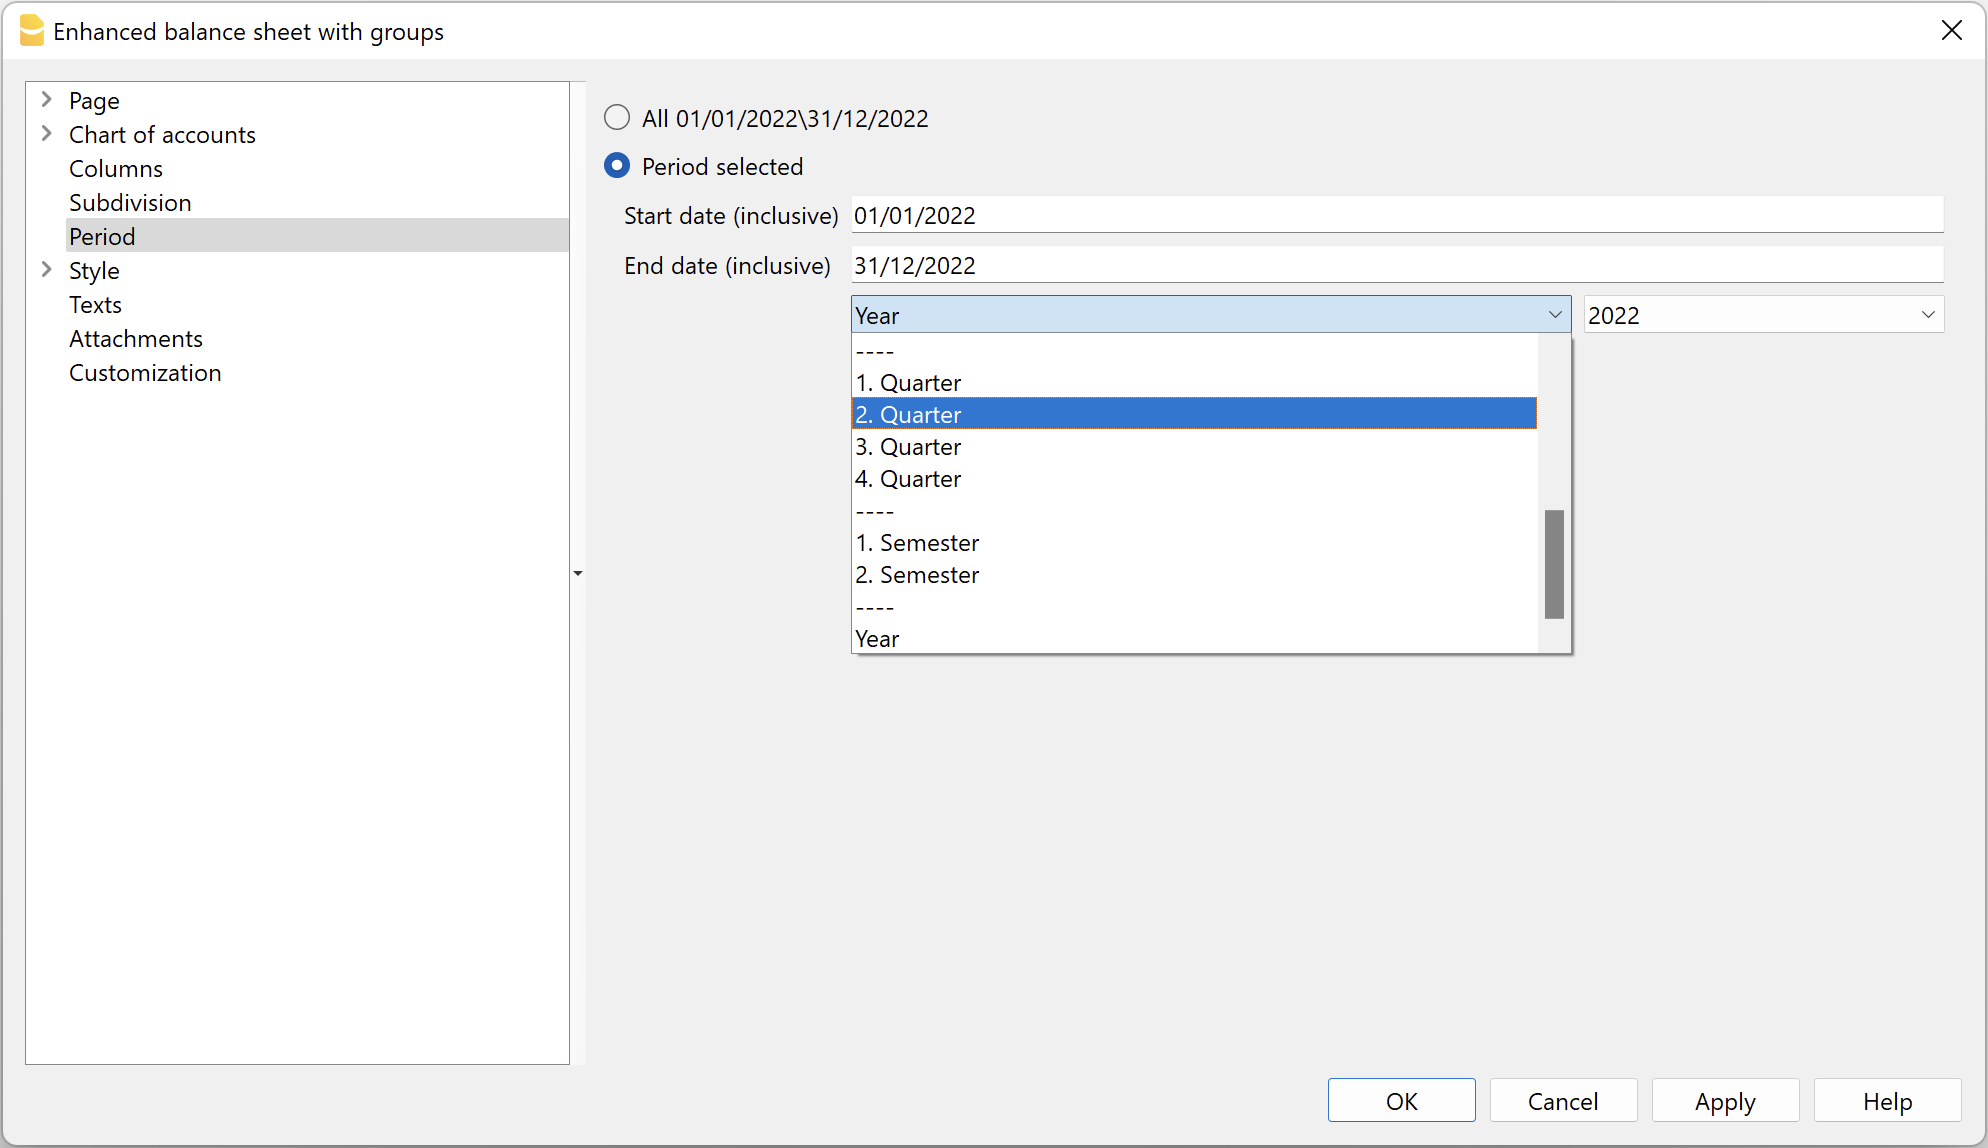 Enhanced balance sheet with groups
Page
Chart of accounts
Columns
Subdivision
Period
Style
Texts
Attachments
Customization
All 01/01/2022\31/12/2022
Period selected
Start date (inclusive) 01/01/2022
End date (inclusive) 31/12/2022
Year 2022
----
1. Quarter
2. Quarter
3. Quarter
4. Quarter
----
1. Semester
2. Semester
----
Year
OK Cancel Apply Help